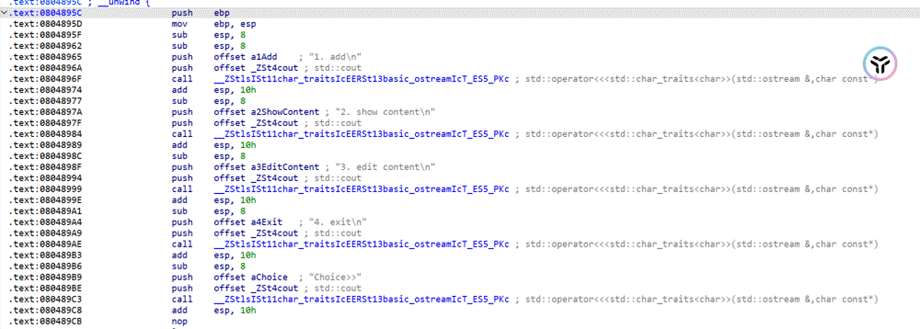 .text:0804895C ; __unwind {
.text:0804895C push ebp
.text:0804895D mov ebp, esp
.text:0804895F sub esp, 8
.text:08048962 sub esp, 8
.text:08048965 push offset a1Add ; "1. add\n"
.text:0804896A push offset _ZSt4cout ; std::cout
.text:0804896F call __ZStlsISt11char_traitsIcEERSt13basic_ostreamIcT_ES5_PKc ; std::operator<<<std::char_traits<char>>(std::ostream &,char const*)
.text:08048974 add esp, 10h
.text:08048977 sub esp, 8
.text:0804897A push offset a2ShowContent ; "2. show content\n"
.text:0804897F push offset _ZSt4cout ; std::cout
.text:08048984 call __ZStlsISt11char_traitsIcEERSt13basic_ostreamIcT_ES5_PKc ; std::operator<<<std::char_traits<char>>(std::ostream &,char const*)
.text:08048989 add esp, 10h
.text:0804898C sub esp, 8
.text:0804898F push offset a3EditContent ; "3. edit content\n"
.text:08048994 push offset _ZSt4cout ; std::cout
.text:08048999 call __ZStlsISt11char_traitsIcEERSt13basic_ostreamIcT_ES5_PKc ; std::operator<<<std::char_traits<char>>(std::ostream &,char const*)
.text:0804899E add esp, 10h
.text:080489A1 sub esp, 8
.text:080489A4 push offset a4Exit ; "4. exit\n"
.text:080489A9 push offset _ZSt4cout ; std::cout
.text:080489AE call __ZStlsISt11char_traitsIcEERSt13basic_ostreamIcT_ES5_PKc ; std::operator<<<std::char_traits<char>>(std::ostream &,char const*)
.text:080489B3 add esp, 10h
.text:080489B6 sub esp, 8
.text:080489B9 push offset aChoice ; "Choice>>"
.text:080489BE push offset _ZSt4cout ; std::cout
.text:080489C3 call __ZStlsISt11char_traitsIcEERSt13basic_ostreamIcT_ES5_PKc ; std::operator<<<std::char_traits<char>>(std::ostream &,char const*)
.text:080489C8 add esp, 10h
.text:080489CB nop